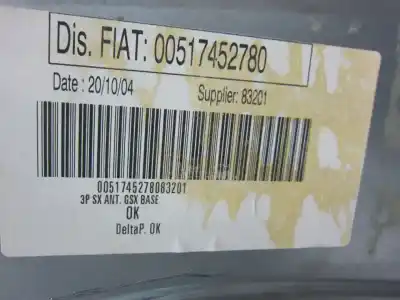 Dis. FIAT: 00517452780
Date : 20/10/04 Supplier: 83201
0051745278083201
3P SX ANT. GSX BASE
OK
DeltaP. OK